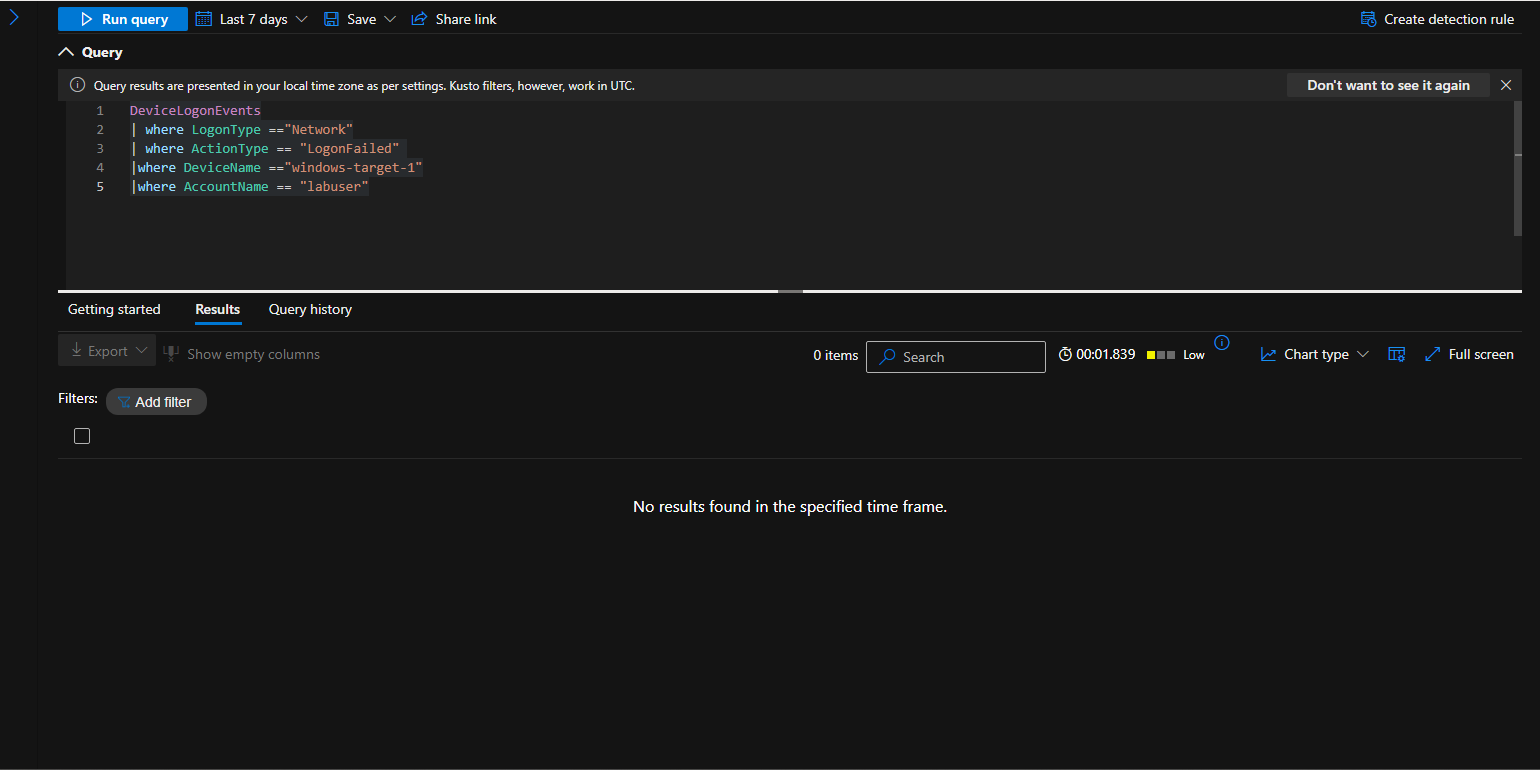 Run query Last 7 days Save Share link Create detection rule
Query
Query results are presented in your local time zone as per settings. Kusto filters, however, work in UTC. Don't want to see it again
1 DeviceLogonEvents
2 | where LogonType =="Network"
3 | where ActionType == "LogonFailed"
4 |where DeviceName =="windows-target-1"
5 |where AccountName == "labuser"
Getting started Results Query history
Export Show empty columns 0 items Search 00:01.839 Low Chart type Full screen
Filters: Add filter
No results found in the specified time frame.